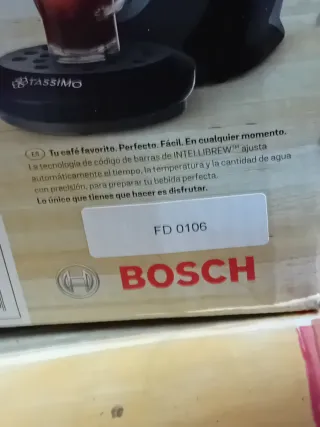 TASSIMO
ES Tu café favorito. Perfecto. Fácil. En cualquier momento.
La tecnología de código de barras de INTELLIBREW™ ajusta
automáticamente el tiempo, la temperatura y la cantidad de agua
con precisión, para preparar tu bebida perfecta.
Lo único que tienes que hacer es disfrutar.
FD 0106
BOSCH